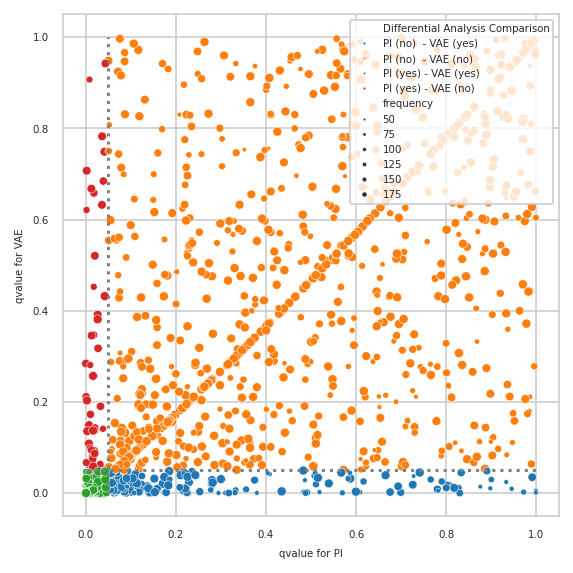 Differential Analysis Comparison
PI (no)  - VAE (yes)
PI (no)  - VAE (no)
PI (yes) - VAE (yes)
PI (yes) - VAE (no)
frequency
50
75
100
125
150
175
1.0
0.8
0.6
0.4
0.2
0.0
qvalue for VAE
0.0 0.2 0.4 0.6 0.8 1.0
qvalue for PI